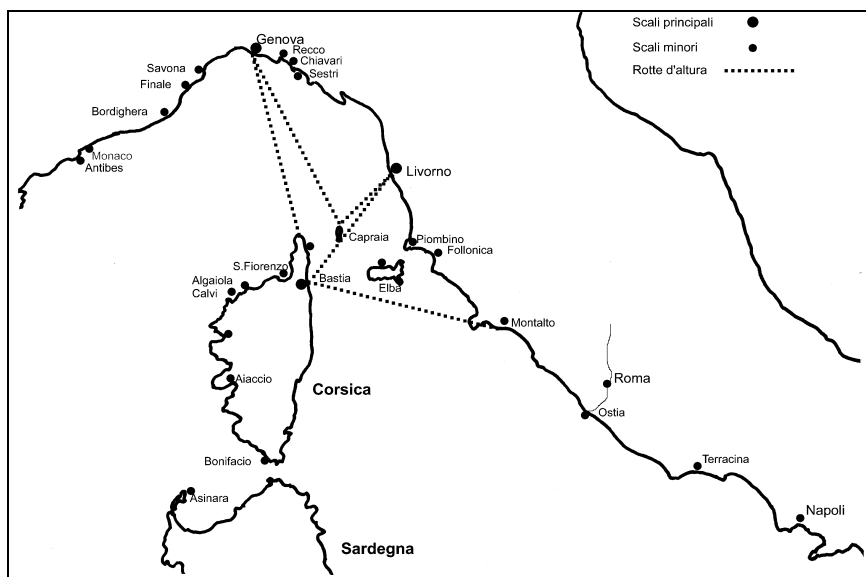 Scali principali
Scali minori
Rotte d'altura
Genova
Recco
Chiavari
Sestri
Savona
Finale
Bordighera
Monaco
Antibes
Livorno
Capraia
Piombino
Follonica
S.Fiorenzo
Bastia
Algaiola
Calvi
Elba
Montalto
Aiaccio
Corsica
Roma
Ostia
Bonifacio
Terracina
Asinara
Napoli
Sardegna